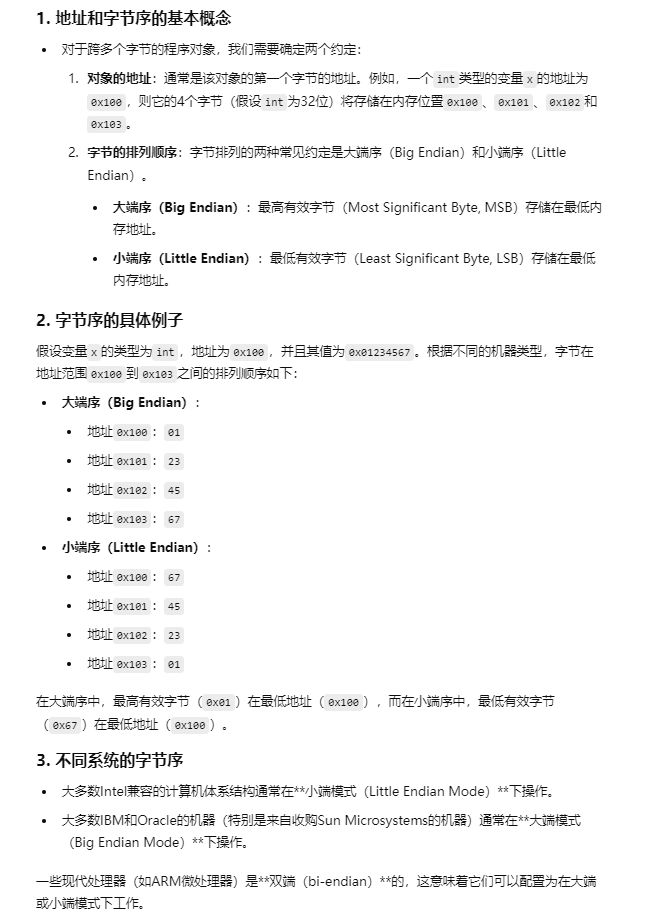 1. 地址和字节序的基本概念
• 对于跨多个字节的程序对象，我们需要确定两个约定：
1. 对象的地址：通常是该对象的第一个字节的地址。例如，一个 int 类型的变量 x 的地址为
0x100 ，则它的4个字节（假设 int 为32位）将存储在内存位置 0x100 、 0x101 、 0x102 和
0x103 。
2. 字节的排列顺序：字节排列的两种常见约定是大端序（Big Endian）和小端序（Little
Endian）。
• 大端序（Big Endian）：最高有效字节（Most Significant Byte, MSB）存储在最低内
存地址。
• 小端序（Little Endian）：最低有效字节（Least Significant Byte, LSB）存储在最低
内存地址。
2. 字节序的具体例子
假设变量 x 的类型为 int ，地址为 0x100 ，并且其值为 0x01234567 。根据不同的机器类型，字节在
地址范围 0x100 到 0x103 之间的排列顺序如下：
• 大端序（Big Endian）：
• 地址 0x100 ： 01
• 地址 0x101 ： 23
• 地址 0x102 ： 45
• 地址 0x103 ： 67
• 小端序（Little Endian）：
• 地址 0x100 ： 67
• 地址 0x101 ： 45
• 地址 0x102 ： 23
• 地址 0x103 ： 01
在大端序中，最高有效字节（ 0x01 ）在最低地址（ 0x100 ），而在小端序中，最低有效字节
（ 0x67 ）在最低地址（ 0x100 ）。
3. 不同系统的字节序
• 大多数Intel兼容的计算机体系结构通常在**小端模式（Little Endian Mode）**下操作。
• 大多数IBM和Oracle的机器（特别是来自收购Sun Microsystems的机器）通常在**大端模式
（Big Endian Mode）**下操作。
一些现代处理器（如ARM微处理器）是**双端（bi-endian）**的，这意味着它们可以配置为在大端
或小端模式下工作。